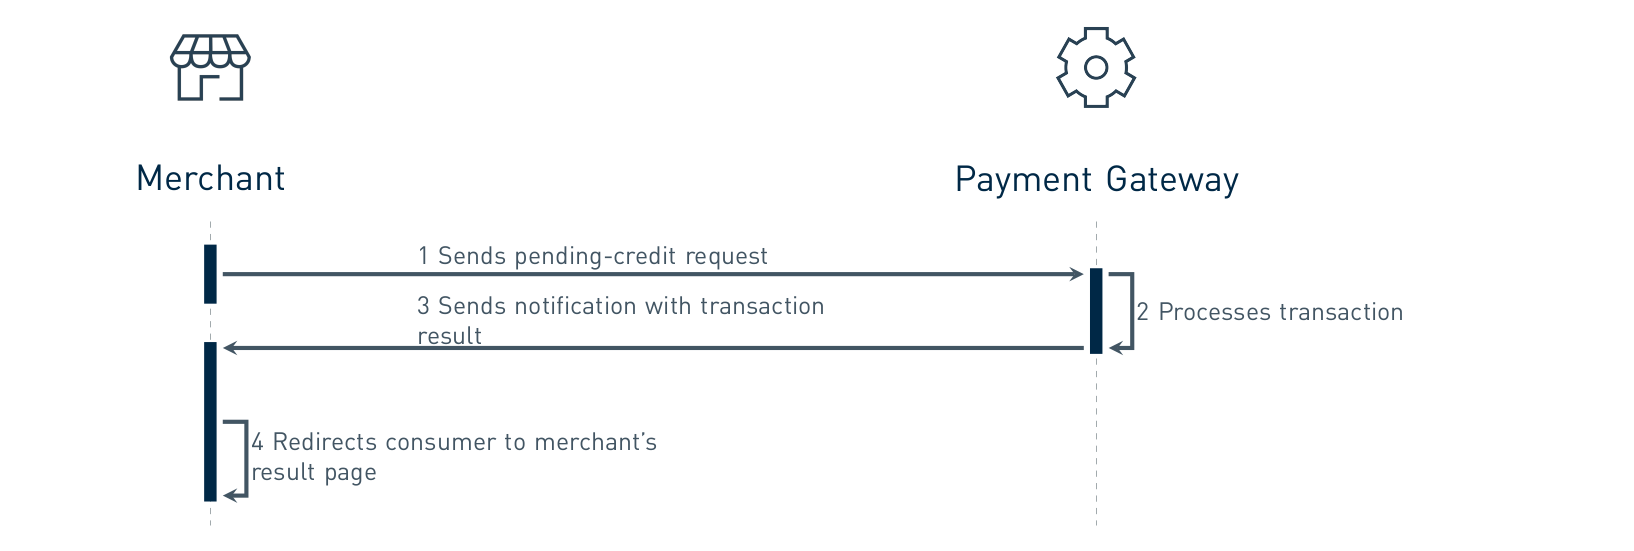 Merchant
Payment Gateway
1 Sends pending-credit request
3 Sends notification with transaction
result
2 Processes transaction
4 Redirects consumer to merchant’s
result page